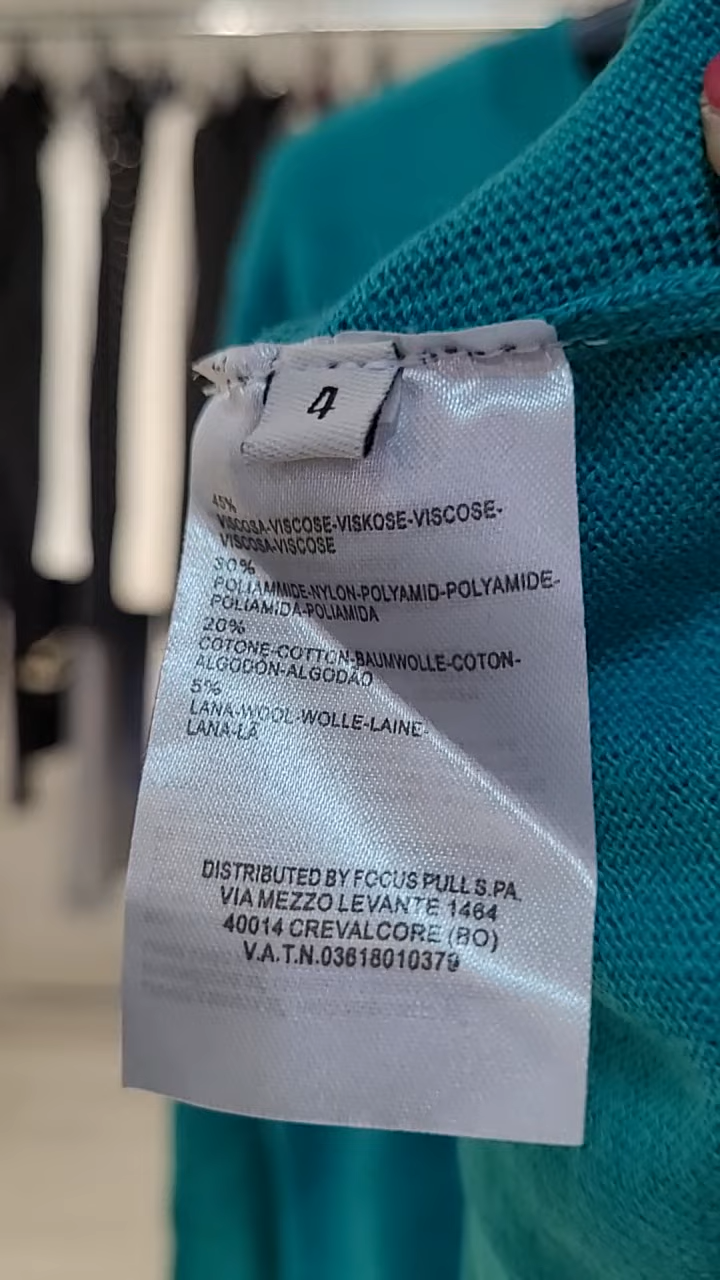 4
45%
VISCOSA-VISCOSE-VISKOSE-VISCOSE-
VISCOSA-VISCOSE
30%
POLIAMMIDE-NYLON-POLYAMID-POLYAMIDE-
POLIAMIDA-POLIAMIDA
20%
COTONE-COTTON-BAUMWOLLE-COTON-
ALGODÓN-ALGODÃO
5%
LANA-WOOL-WOLLE-LAINE-
LANA-LÃ
DISTRIBUTED BY FOCUS PULL S.PA.
VIA MEZZO LEVANTE 1464
40014 CREVALCORE (BO)
V.A.T.N.03618010379